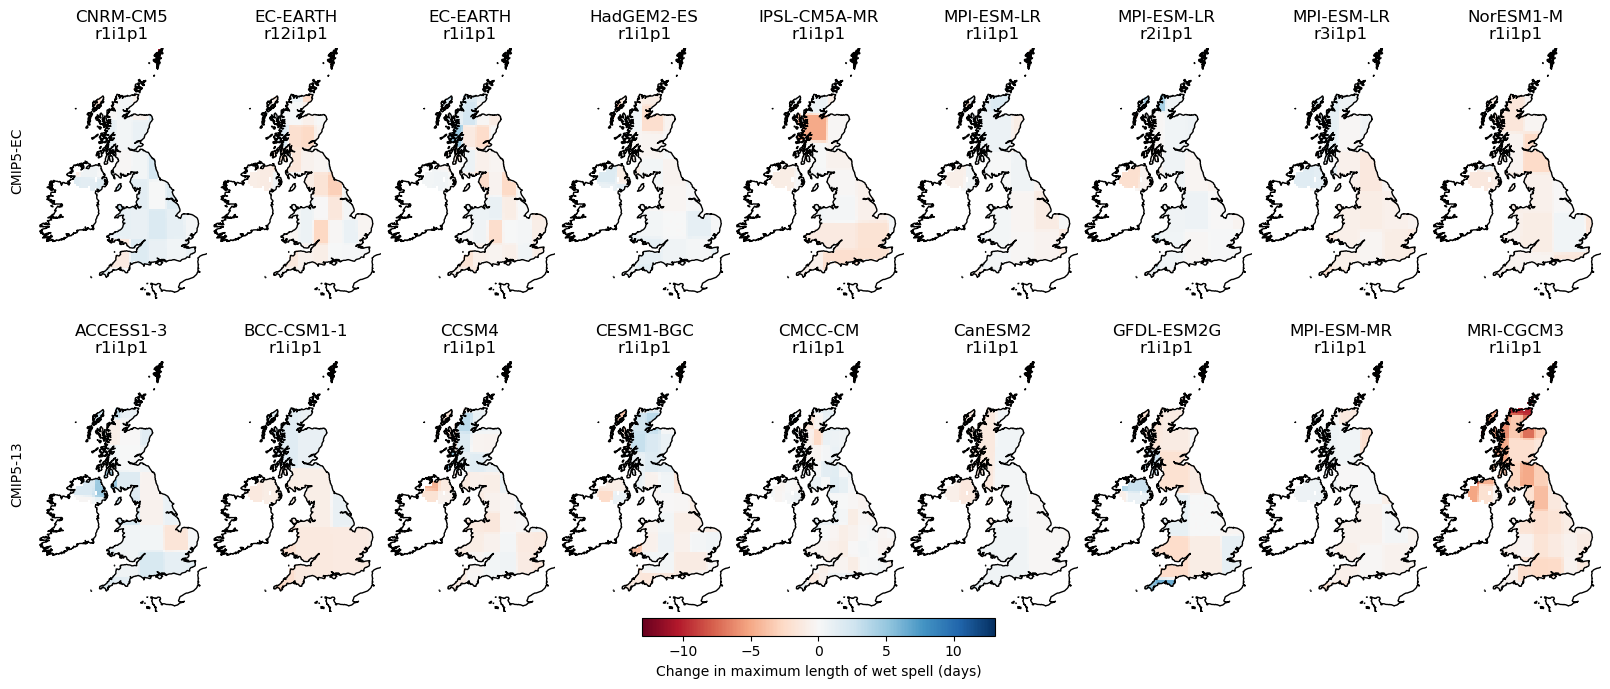 CNRM-CM5 EC-EARTH EC-EARTH HadGEM2-ES IPSL-CM5A-MR MPI-ESM-LR MPI-ESM-LR MPI-ESM-LR NorESM1-M
r1i1p1 r12i1p1 r1i1p1 r1i1p1 r1i1p1 r1i1p1 r2i1p1 r3i1p1 r1i1p1
CMIP5-EC
ACCESS1-3 BCC-CSM1-1 CCSM4 CESM1-BGC CMCC-CM CanESM2 GFDL-ESM2G MPI-ESM-MR MRI-CGCM3
r1i1p1 r1i1p1 r1i1p1 r1i1p1 r1i1p1 r1i1p1 r1i1p1 r1i1p1 r1i1p1
CMIP5-13
−10 −5 0 5 10
Change in maximum length of wet spell (days)